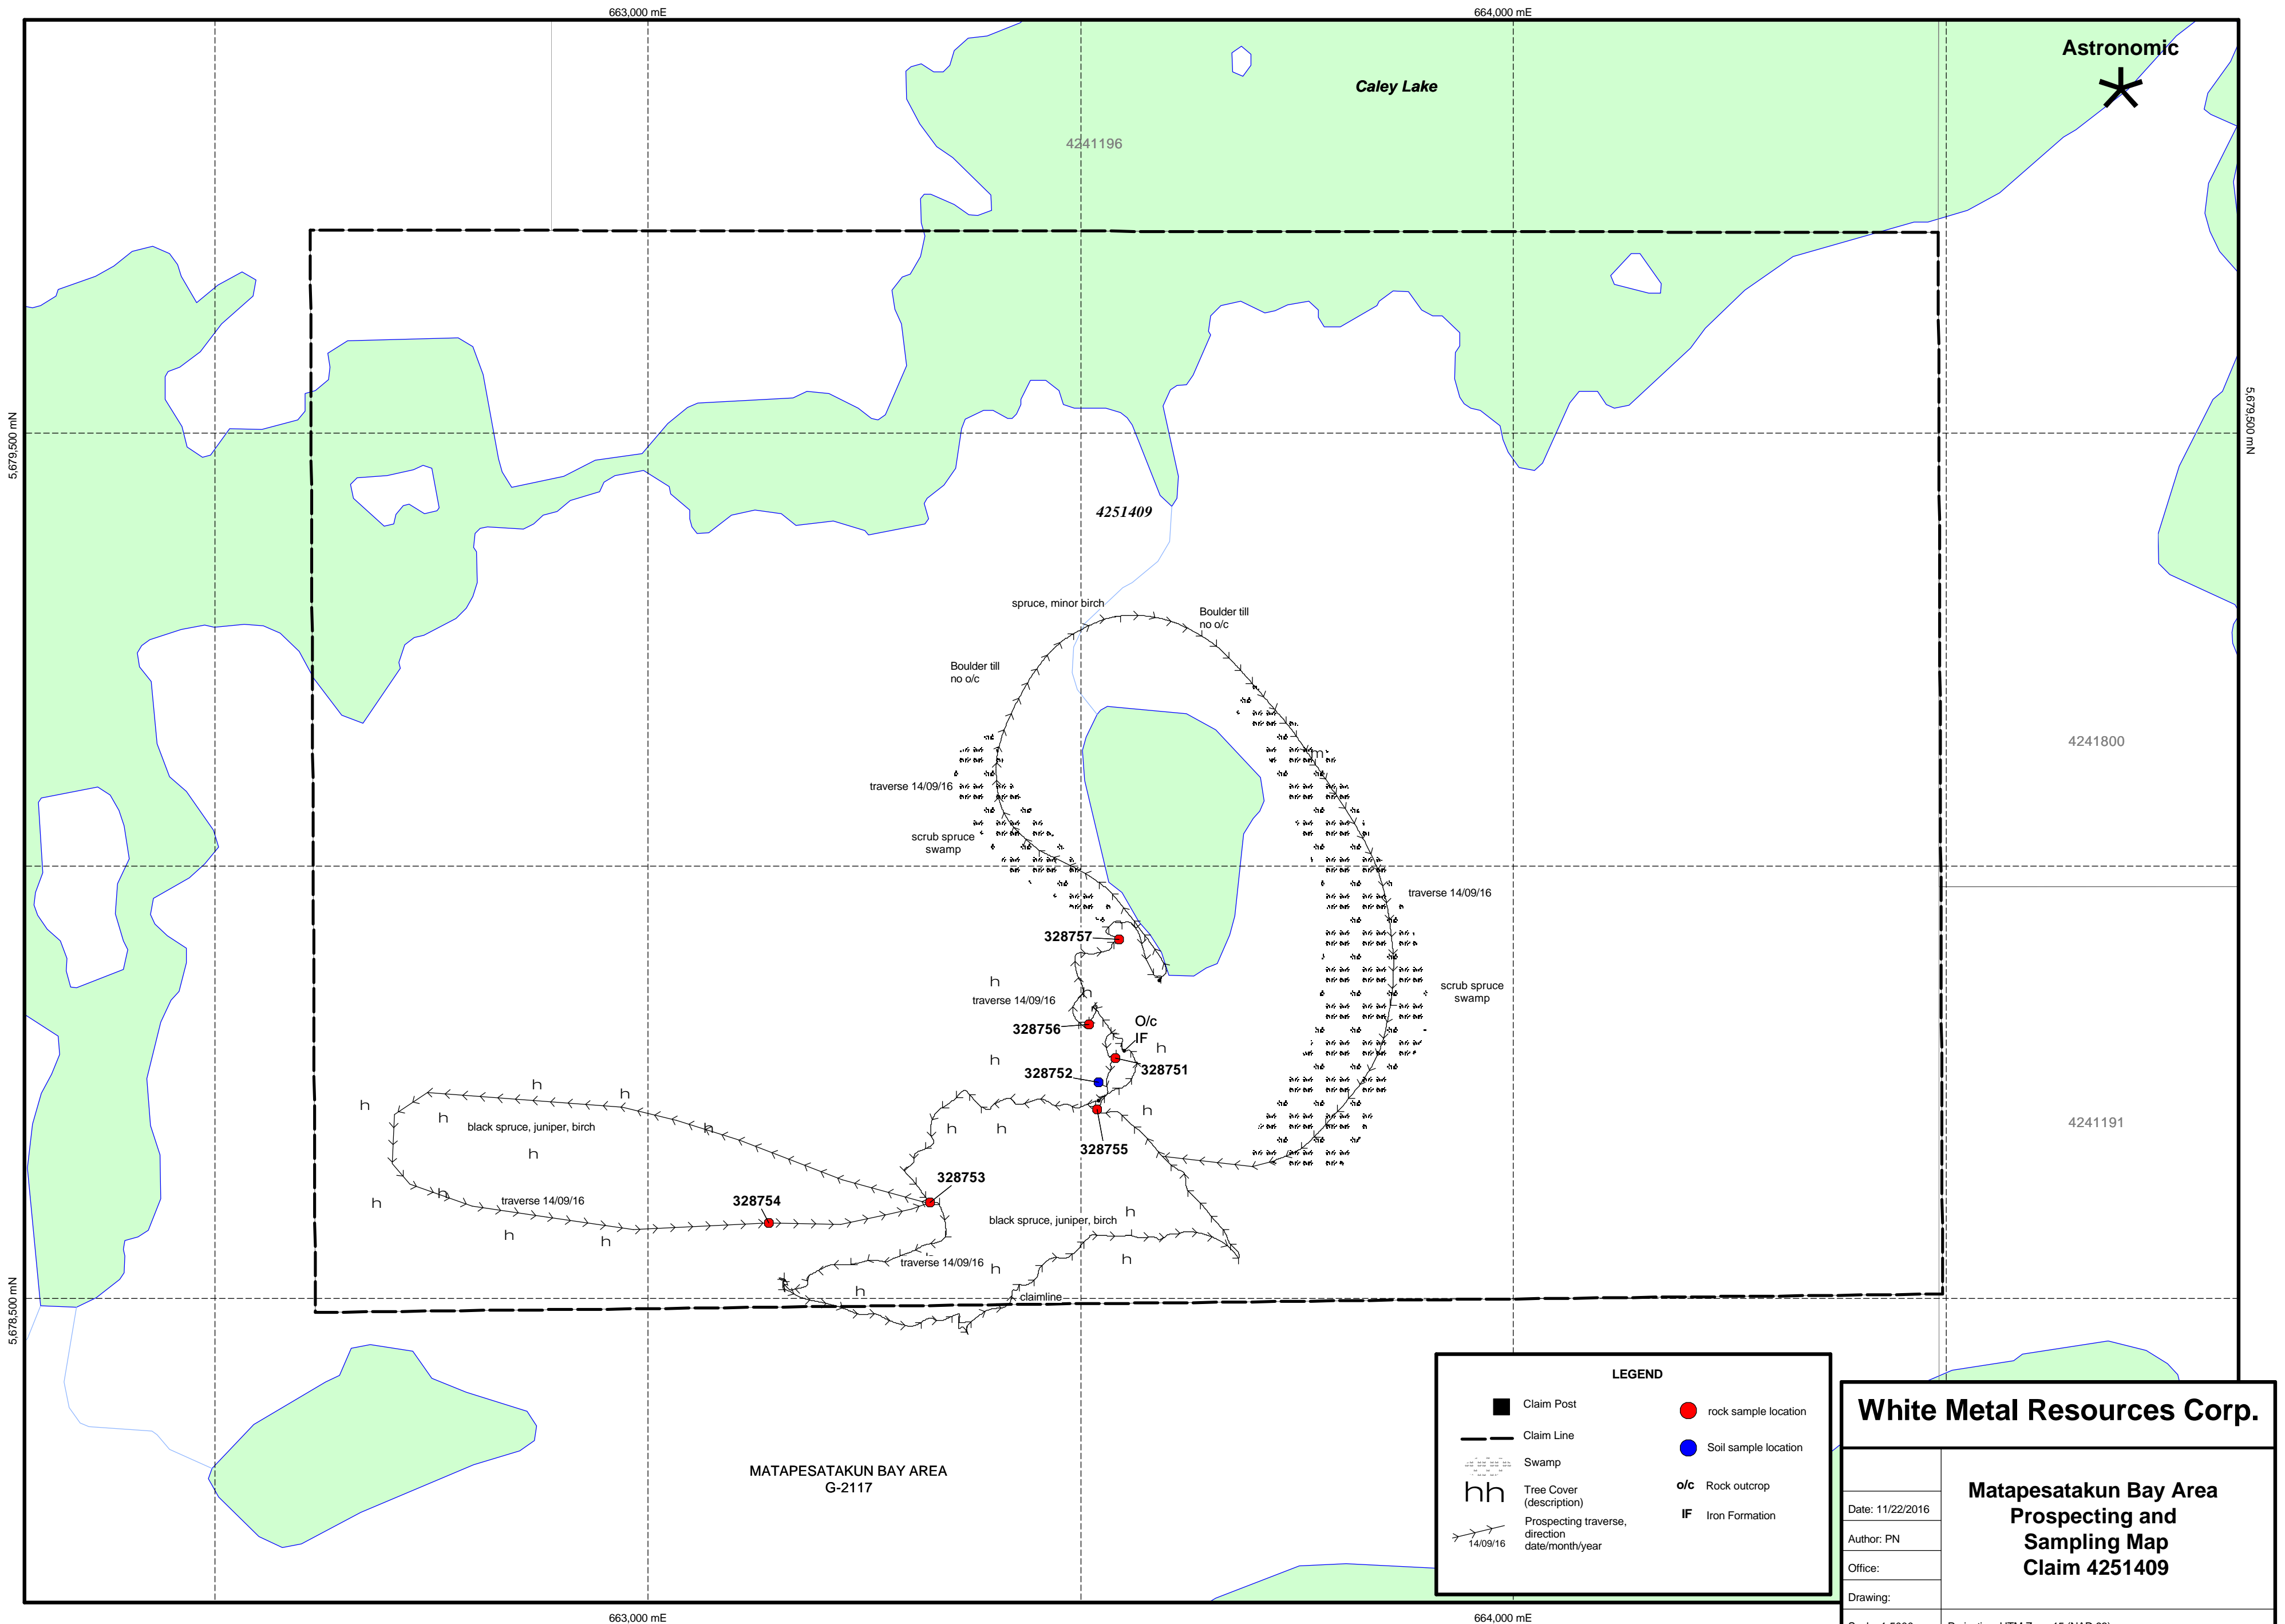 663,000 mE
664,000 mE
Astronomic
Caley Lake
4241196
5,679,500 mN
5,679,500 mN
4251409
spruce, minor birch
Boulder till
no o/c
Boulder till
no o/c
4241800
traverse 14/09/16
scrub spruce
swamp
traverse 14/09/16
328757
scrub spruce
swamp
traverse 14/09/16
328756
O/c
IF
328752
328751
4241191
black spruce, juniper, birch
328755
328753
328754
traverse 14/09/16
black spruce, juniper, birch
traverse 14/09/16
claimline
5,678,500 mN
MATAPESATAKUN BAY AREA
G-2117
LEGEND
Claim Post
rock sample location
Claim Line
Soil sample location
Swamp
hh
Tree Cover
(description)
o/c Rock outcrop
IF Iron Formation
14/09/16
Prospecting traverse,
direction
date/month/year
White Metal Resources Corp.
Matapesatakun Bay Area
Prospecting and
Sampling Map
Claim 4251409
Date: 11/22/2016
Author: PN
Office:
Drawing:
663,000 mE
664,000 mE